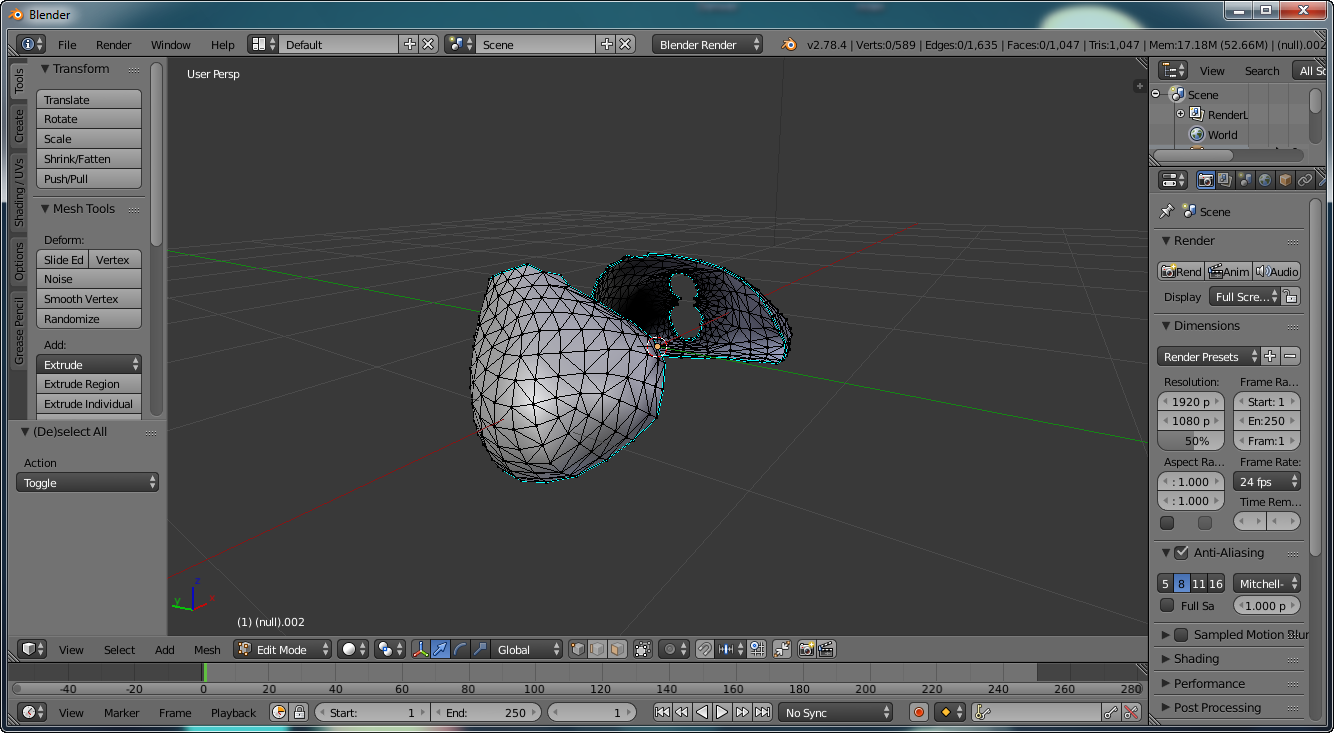 Blender
File Render Window Help Default Scene Blender Render v2.78.4 | Verts:0/589 | Edges:0/1,635 | Faces:0/1,047 | Tris:1,047 | Mem:17.18M (52.66M) | (null).002
Tools
Create
Shading / UVs
Options
Grease Pencil
Transform
Translate
Rotate
Scale
Shrink/Fatten
Push/Pull
Mesh Tools
Deform:
Slide Ed Vertex
Noise
Smooth Vertex
Randomize
Add:
Extrude
Extrude Region
Extrude Individual
(De)select All
Action
Toggle
User Persp
z
y
x
(1) (null).002
View Select Add Mesh Edit Mode Global
-40 -20 0 20 40 60 80 100 120 140 160 180 200 220 240 260 280
View Marker Frame Playback Start: 1 End: 250 1 No Sync
View Search All Sc
Scene
RenderL
World
Scene
Render
Rend Anim Audio
Display Full Scre...
Dimensions
Render Presets
Resolution: Frame Ra...
1920 p Start: 1
1080 p En:250
50% Fram:1
Aspect Ra... Frame Rate:
: 1.000 24 fps
: 1.000 Time Rem...
Anti-Aliasing
5 8 11 16 Mitchell-
Full Sa 1.000 p
Sampled Motion Blur
Shading
Performance
Post Processing